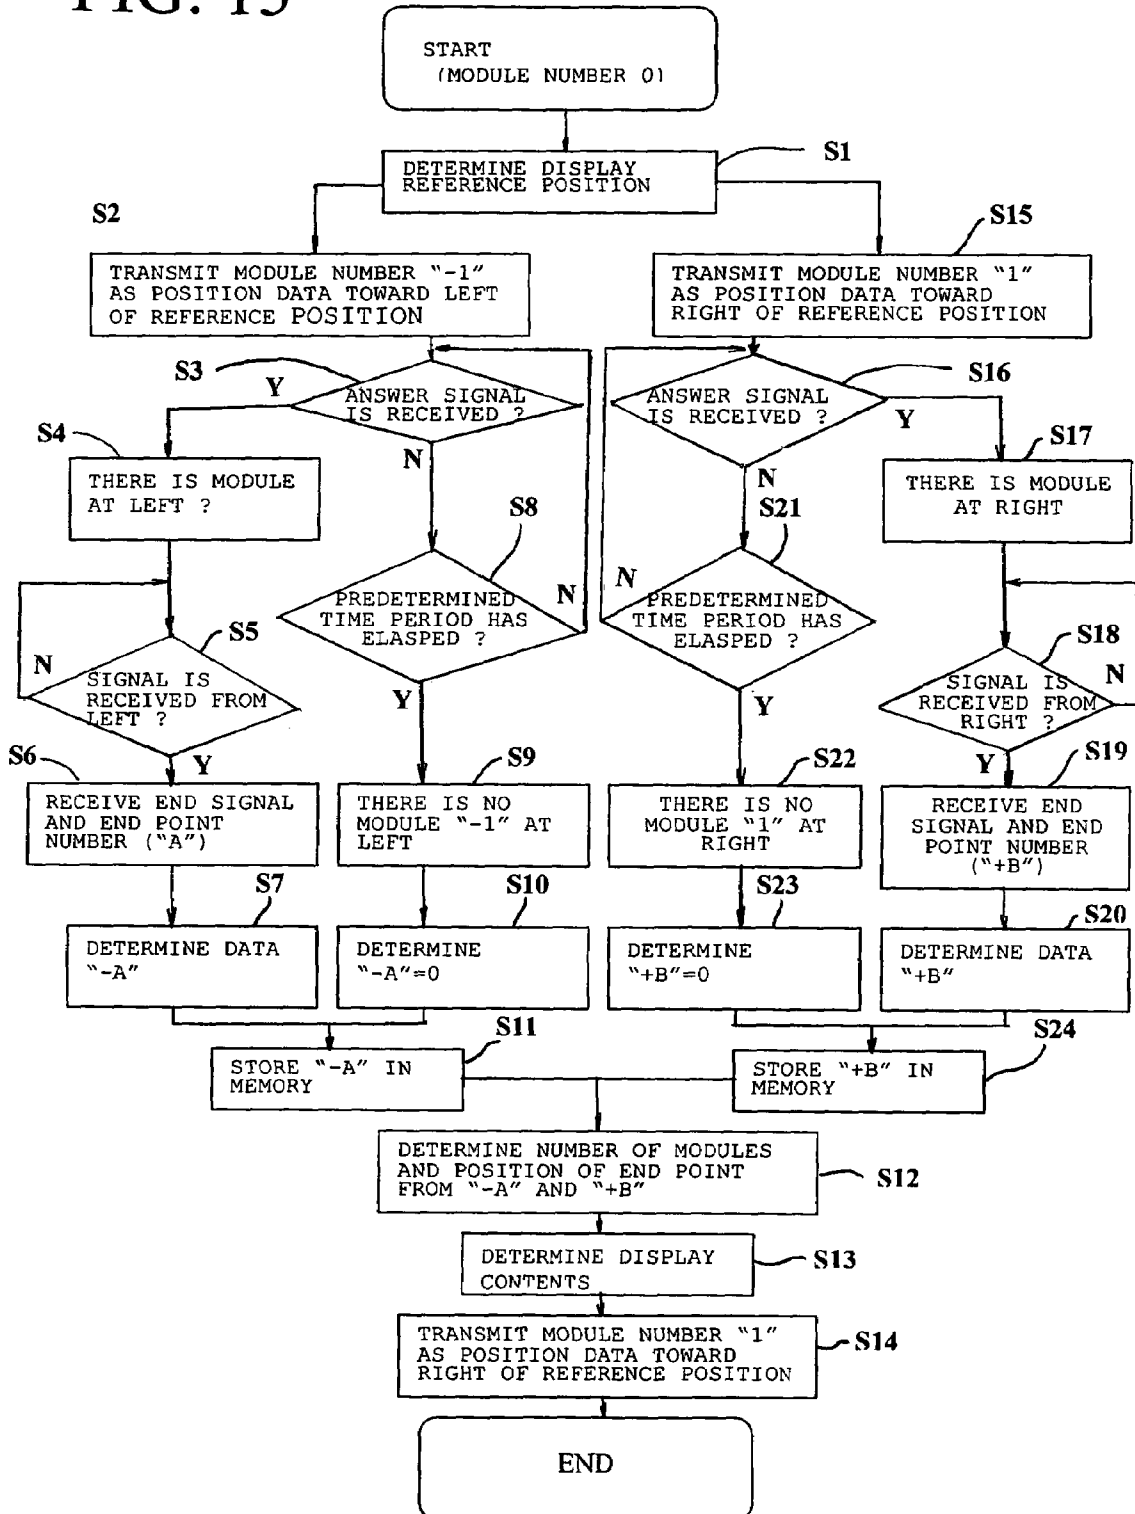 FIG. 15
START
(MODULE NUMBER 0)
S1
DETERMINE DISPLAY
REFERENCE POSITION
S2
S15
TRANSMIT MODULE NUMBER "-1"
AS POSITION DATA TOWARD LEFT
OF REFERENCE POSITION
TRANSMIT MODULE NUMBER "1"
AS POSITION DATA TOWARD
RIGHT OF REFERENCE POSITION
S3
Y
ANSWER SIGNAL
IS RECEIVED ?
N
S16
ANSWER SIGNAL
IS RECEIVED ?
Y
N
S4
THERE IS MODULE
AT LEFT ?
S17
THERE IS MODULE
AT RIGHT
S8
PREDETERMINED
TIME PERIOD HAS
ELASPED ?
N
Y
S21
N
PREDETERMINED
TIME PERIOD HAS
ELASPED ?
Y
S5
N
SIGNAL IS
RECEIVED FROM
LEFT ?
Y
S18
N
SIGNAL IS
RECEIVED FROM
RIGHT ?
Y
S6
RECEIVE END SIGNAL
AND END POINT
NUMBER ("A")
S9
THERE IS NO
MODULE "-1" AT
LEFT
S22
THERE IS NO
MODULE "1" AT
RIGHT
S19
RECEIVE END
SIGNAL AND END
POINT NUMBER
("+B")
S7
DETERMINE DATA
"-A"
S10
DETERMINE
"-A"=0
S23
DETERMINE
"+B"=0
S20
DETERMINE DATA
"+B"
S11
STORE "-A" IN
MEMORY
S24
STORE "+B" IN
MEMORY
DETERMINE NUMBER OF MODULES
AND POSITION OF END POINT
FROM "-A" AND "+B"
S12
DETERMINE DISPLAY
CONTENTS
S13
TRANSMIT MODULE NUMBER "1"
AS POSITION DATA TOWARD
RIGHT OF REFERENCE POSITION
S14
END